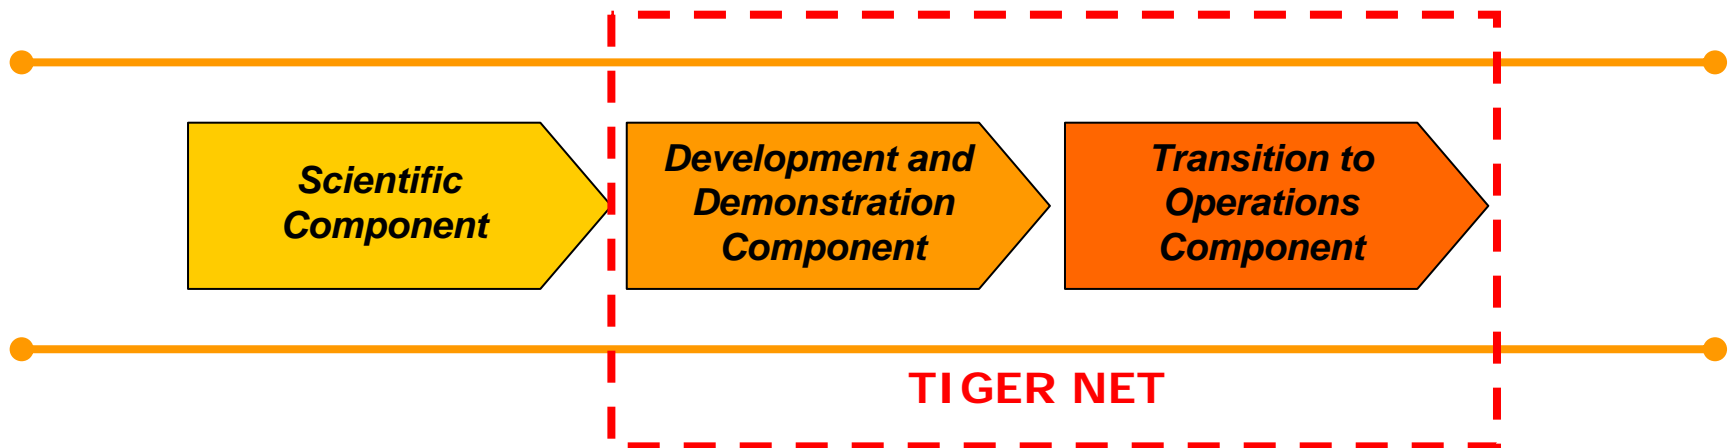 Scientific
Component
Development and
Demonstration
Component
Transition to
Operations
Component
TIGER NET